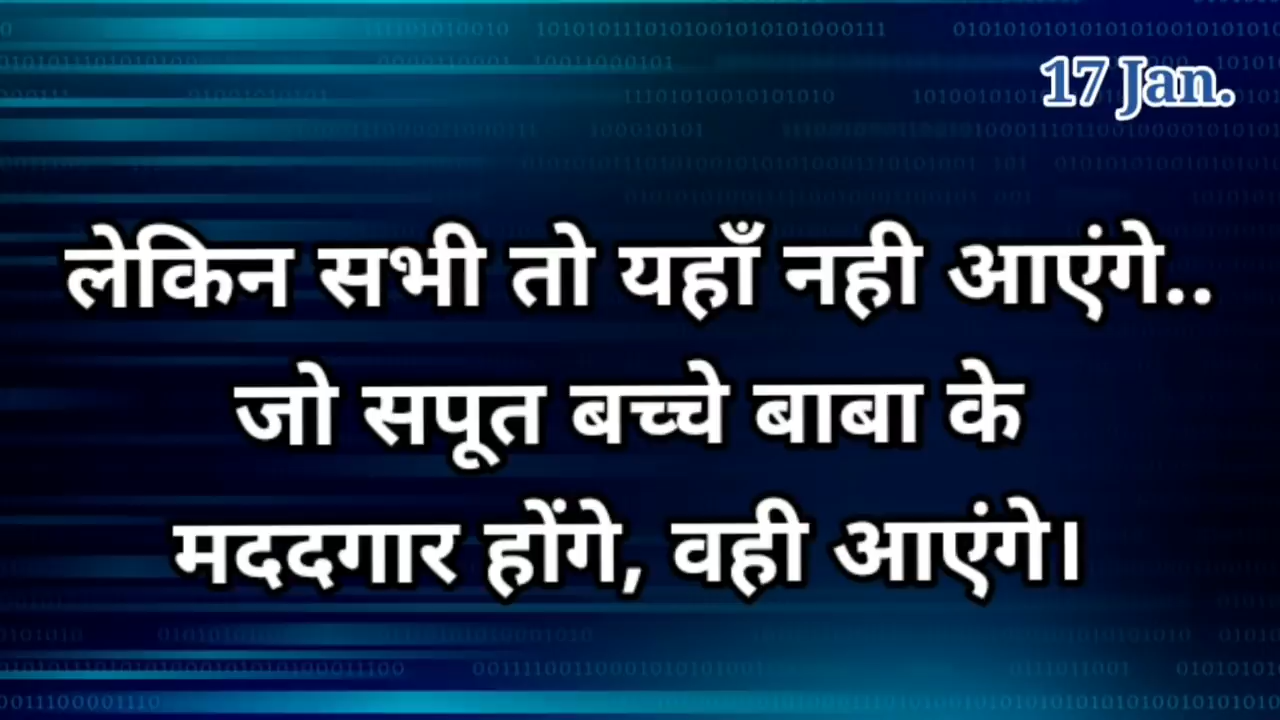 17 Jan.
लेकिन सभी तो यहाँ नही आएंगे..
जो सपूत बच्चे बाबा के
मददगार होंगे, वही आएंगे।